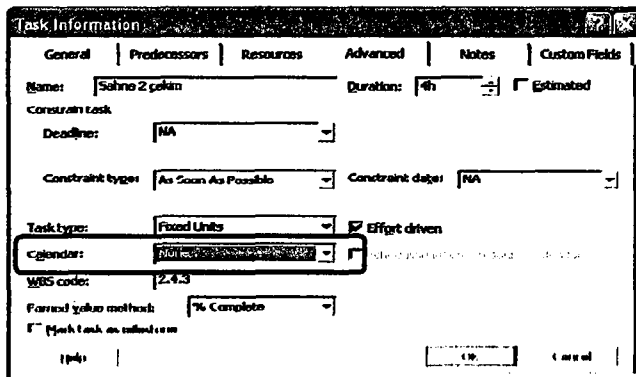 Task Information
General Predecessors Resources Advanced Notes Custom Fields
Name: Sahne 2 çekim Duration: 4h Estimated
Constrain task
Deadline: NA
Constraint type: As Soon As Possible Constraint date: NA
Task type: Fixed Units Effort driven
Calendar: None
WBS code: 2.4.3
Earned value method: % Complete
Mark task as milestone
Help OK Cancel